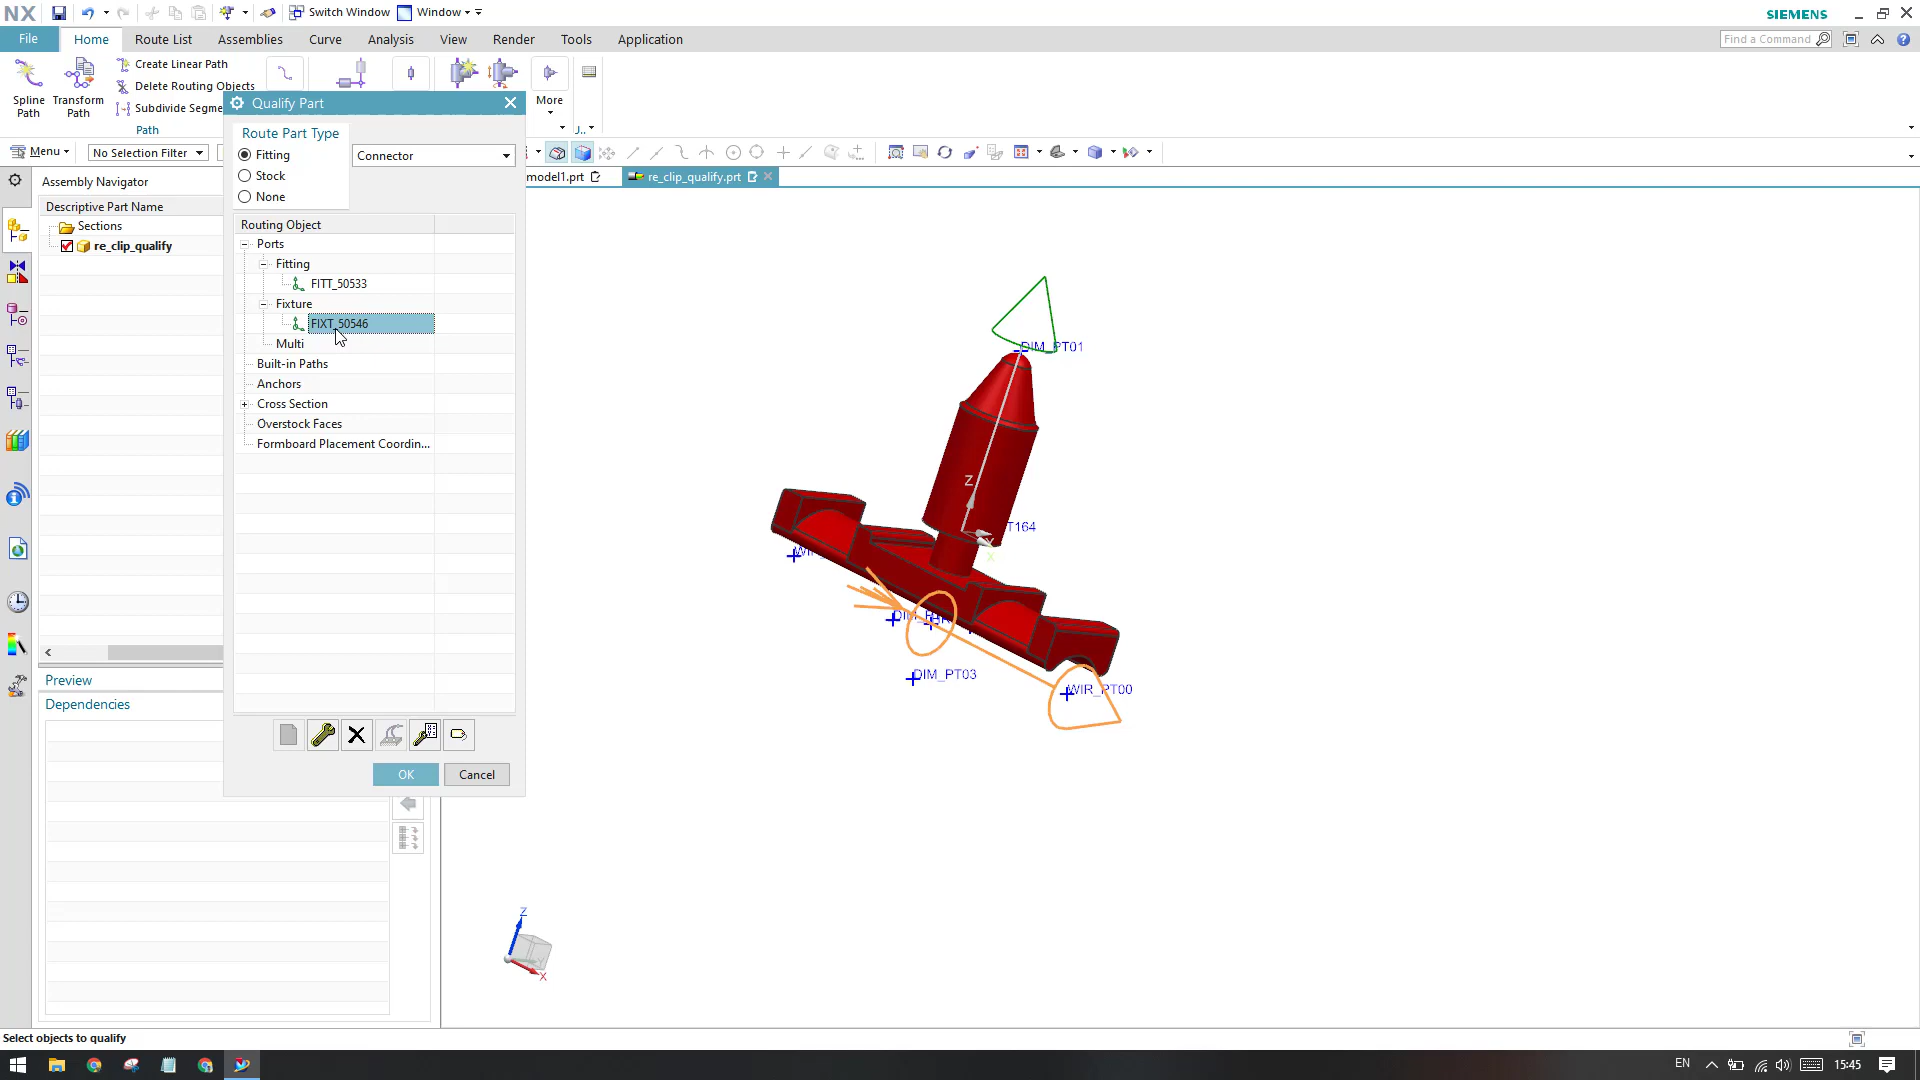 NX
Switch Window
Window
SIEMENS
File
Home
Route List
Assemblies
Curve
Analysis
View
Render
Tools
Application
Find a Command
Spline Path
Transform Path
Create Linear Path
Delete Routing Objects
Subdivide Segme
Path
More
J..
Menu
No Selection Filter
Qualify Part
Route Part Type
Fitting
Stock
None
Connector
model1.prt
re_clip_qualify.prt
Assembly Navigator
Descriptive Part Name
Sections
re_clip_qualify
Routing Object
Ports
Fitting
FITT_50533
Fixture
FIXT_50546
Multi
Built-in Paths
Anchors
Cross Section
Overstock Faces
Formboard Placement Coordin...
OK
Cancel
Preview
Dependencies
DIM_PT01
Z
T164
X
DIM_PT03
WIR_PT00
Z
X
Select objects to qualify
EN
15:45